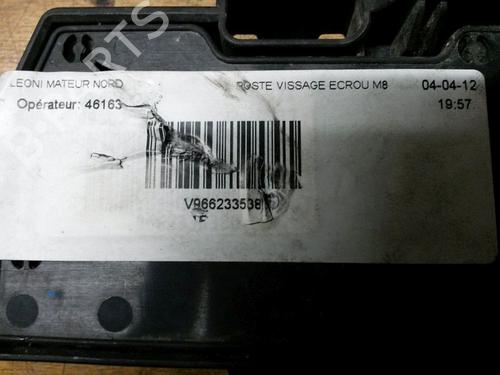 LEONI MATEUR NORD
POSTE VISSAGE ECROU M8
04-04-12
Opérateur: 46163
19:57
V966233538